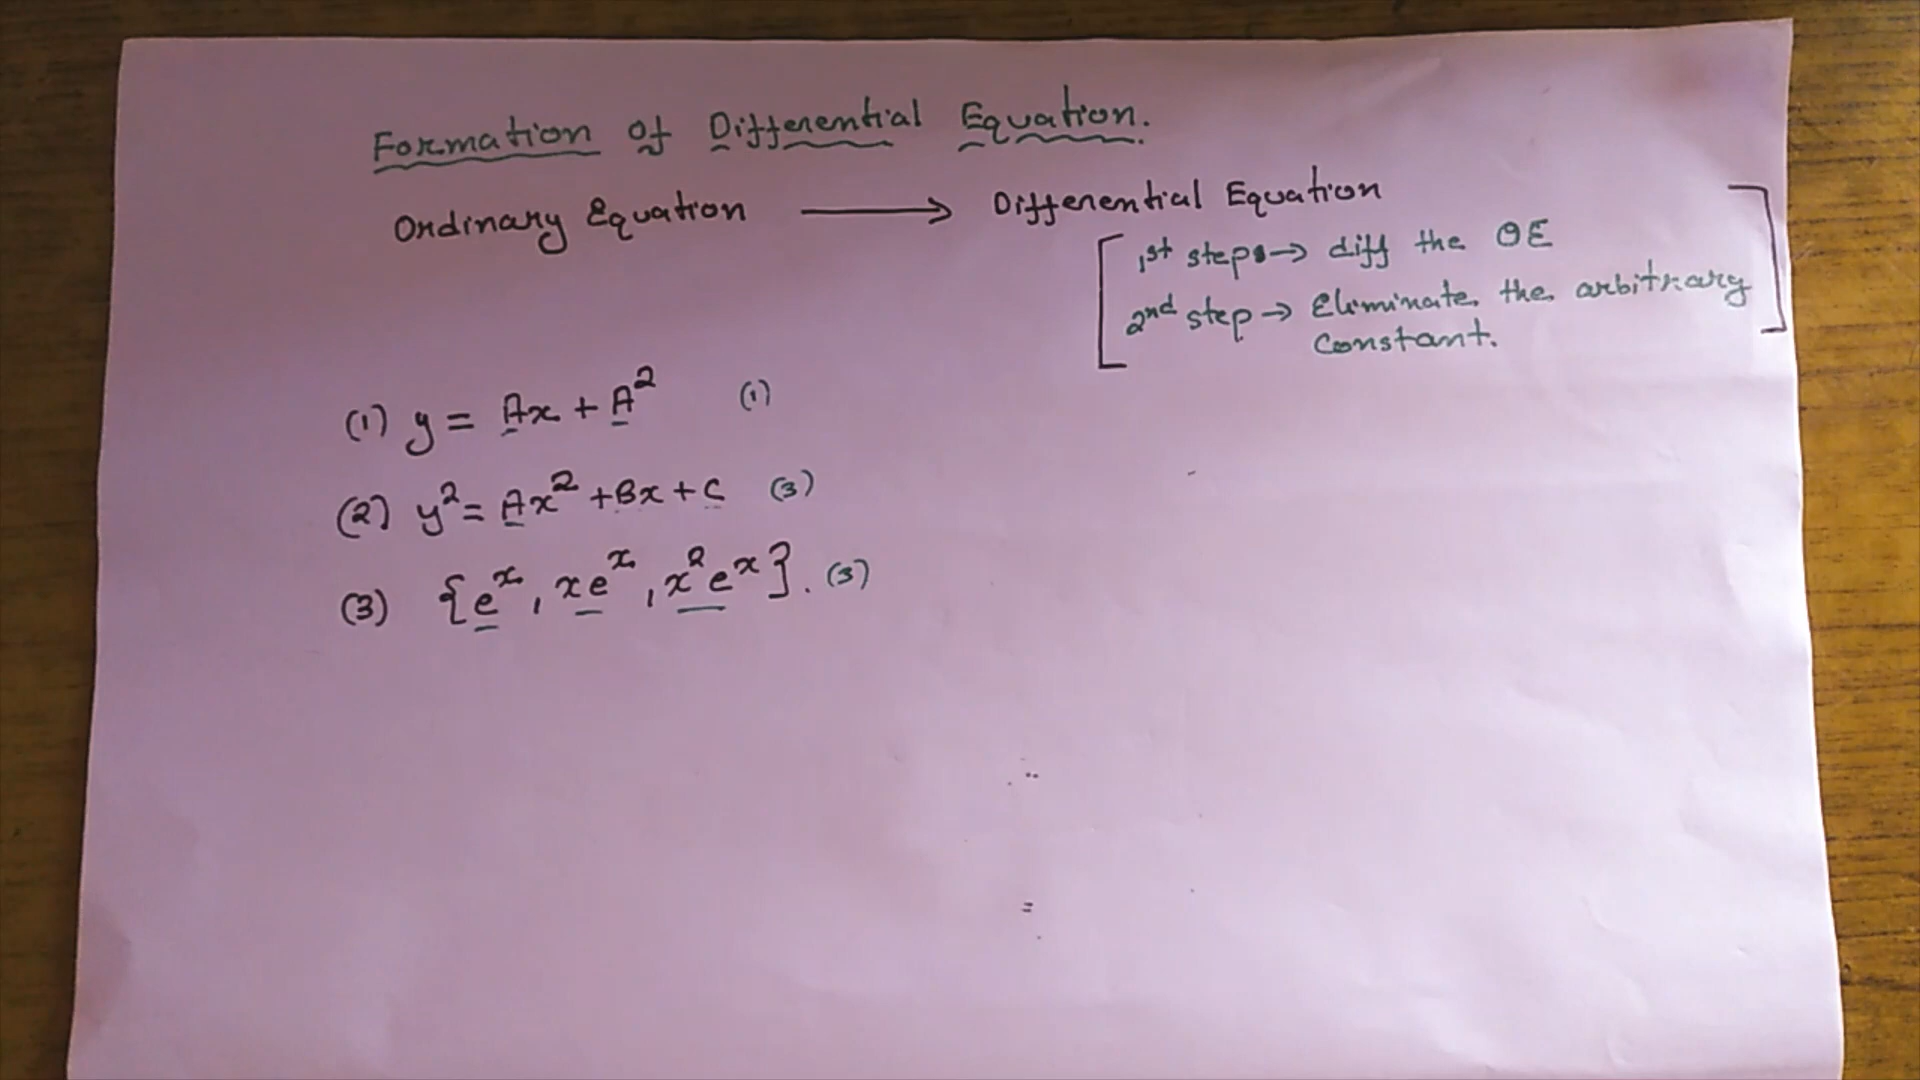 Formation of Differential Equation.
Ordinary Equation ⟶ Differential Equation
1st steps → diff the OE
2nd step → Eliminate the arbitrary
Constant.
(1) y = Ax + A² (1)
(2) y² = Ax² + Bx + C (3)
(3) {eˣ, xeˣ, x²eˣ}. (3)